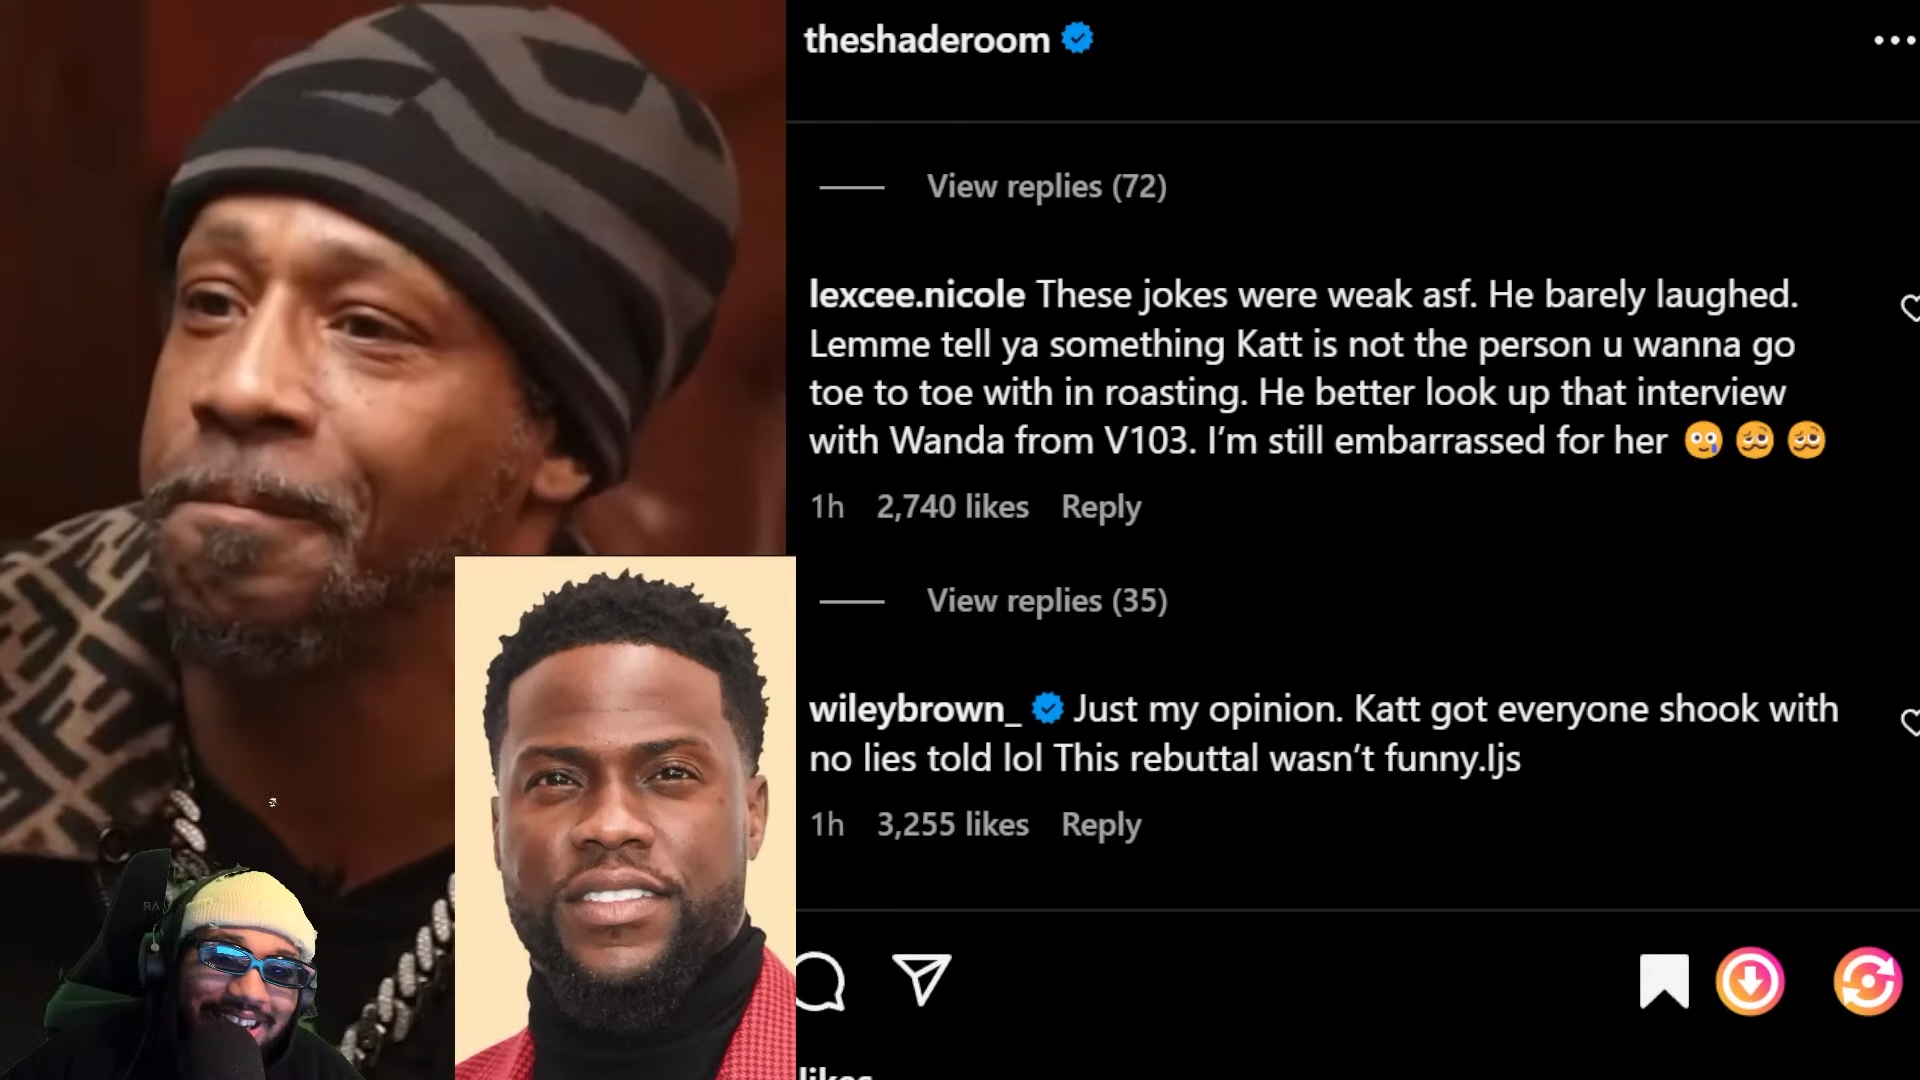 theshaderoom
View replies (72)
lexcee.nicole These jokes were weak asf. He barely laughed.
Lemme tell ya something Katt is not the person u wanna go
toe to toe with in roasting. He better look up that interview
with Wanda from V103. I’m still embarrassed for her 😳 🥴 🥴
1h 2,740 likes Reply
View replies (35)
wileybrown_ Just my opinion. Katt got everyone shook with
no lies told lol This rebuttal wasn’t funny.Ijs
1h 3,255 likes Reply
likes